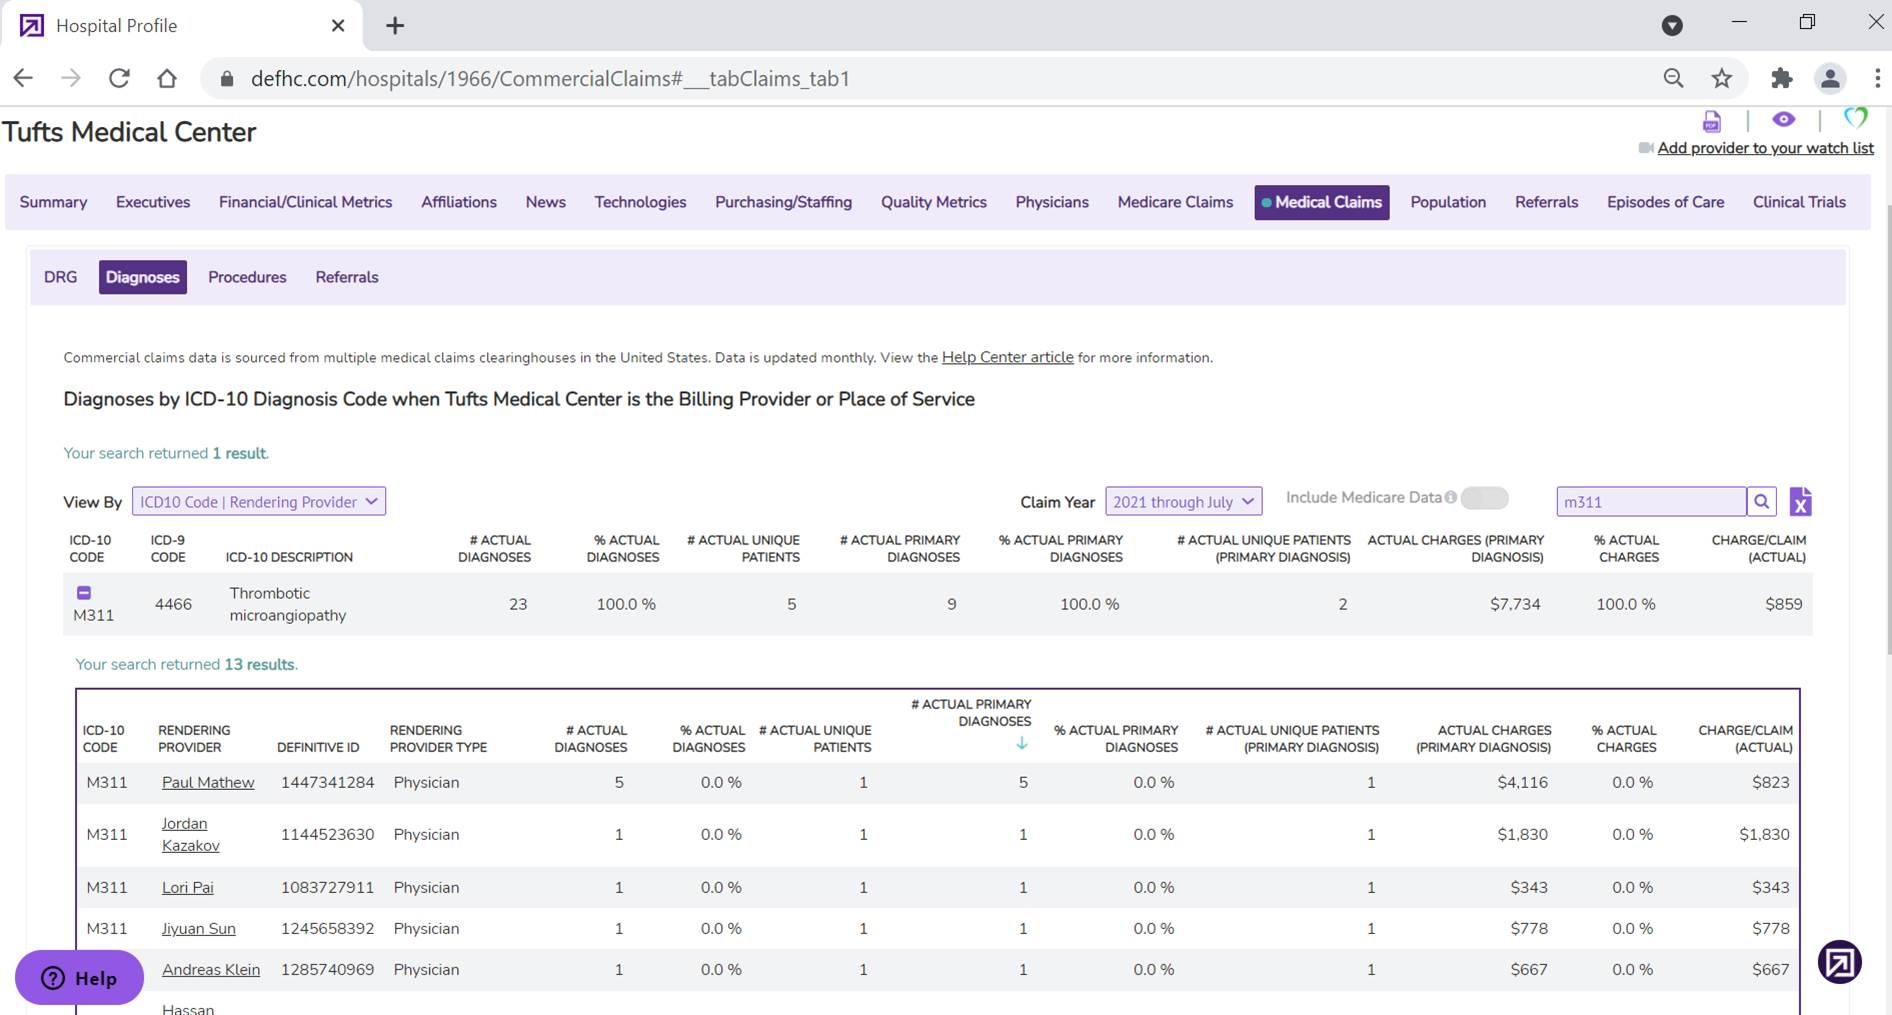 Hospital Profile
defhc.com/hospitals/1966/CommercialClaims#__tabClaims_tab1
Tufts Medical Center
PDF
Add provider to your watch list
Summary Executives Financial/Clinical Metrics Affiliations News Technologies Purchasing/Staffing Quality Metrics Physicians Medicare Claims Medical Claims Population Referrals Episodes of Care Clinical Trials
DRG Diagnoses Procedures Referrals
Commercial claims data is sourced from multiple medical claims clearinghouses in the United States. Data is updated monthly. View the Help Center article for more information.
Diagnoses by ICD-10 Diagnosis Code when Tufts Medical Center is the Billing Provider or Place of Service
Your search returned 1 result.
View By ICD10 Code | Rendering Provider Claim Year 2021 through July Include Medicare Data m311
ICD-10 ICD-9 # ACTUAL % ACTUAL # ACTUAL UNIQUE # ACTUAL PRIMARY % ACTUAL PRIMARY # ACTUAL UNIQUE PATIENTS ACTUAL CHARGES (PRIMARY % ACTUAL CHARGE/CLAIM
CODE CODE ICD-10 DESCRIPTION DIAGNOSES DIAGNOSES PATIENTS DIAGNOSES DIAGNOSES (PRIMARY DIAGNOSIS) DIAGNOSIS) CHARGES (ACTUAL)
Thrombotic
M311 4466 microangiopathy 23 100.0 % 5 9 100.0 % 2 $7,734 100.0 % $859
Your search returned 13 results.
# ACTUAL PRIMARY
DIAGNOSES
ICD-10 RENDERING RENDERING # ACTUAL % ACTUAL # ACTUAL UNIQUE % ACTUAL PRIMARY # ACTUAL UNIQUE PATIENTS ACTUAL CHARGES % ACTUAL CHARGE/CLAIM
CODE PROVIDER DEFINITIVE ID PROVIDER TYPE DIAGNOSES DIAGNOSES PATIENTS DIAGNOSES (PRIMARY DIAGNOSIS) (PRIMARY DIAGNOSIS) CHARGES (ACTUAL)
M311 Paul Mathew 1447341284 Physician 5 0.0 % 1 5 0.0 % 1 $4,116 0.0 % $823
Jordan
M311 Kazakov 1144523630 Physician 1 0.0 % 1 1 0.0 % 1 $1,830 0.0 % $1,830
M311 Lori Pai 1083727911 Physician 1 0.0 % 1 1 0.0 % 1 $343 0.0 % $343
M311 Jiyuan Sun 1245658392 Physician 1 0.0 % 1 1 0.0 % 1 $778 0.0 % $778
Andreas Klein 1285740969 Physician 1 0.0 % 1 1 0.0 % 1 $667 0.0 % $667
Help
Hassan